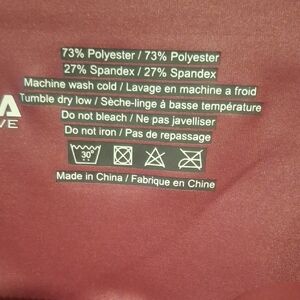 73% Polyester / 73% Polyester
27% Spandex / 27% Spandex
Machine wash cold / Lavage en machine a froid
Tumble dry low / Sèche-linge à basse température
Do not bleach / Ne pas javelliser
Do not iron / Pas de repassage
30°
Made in China / Fabrique en Chine